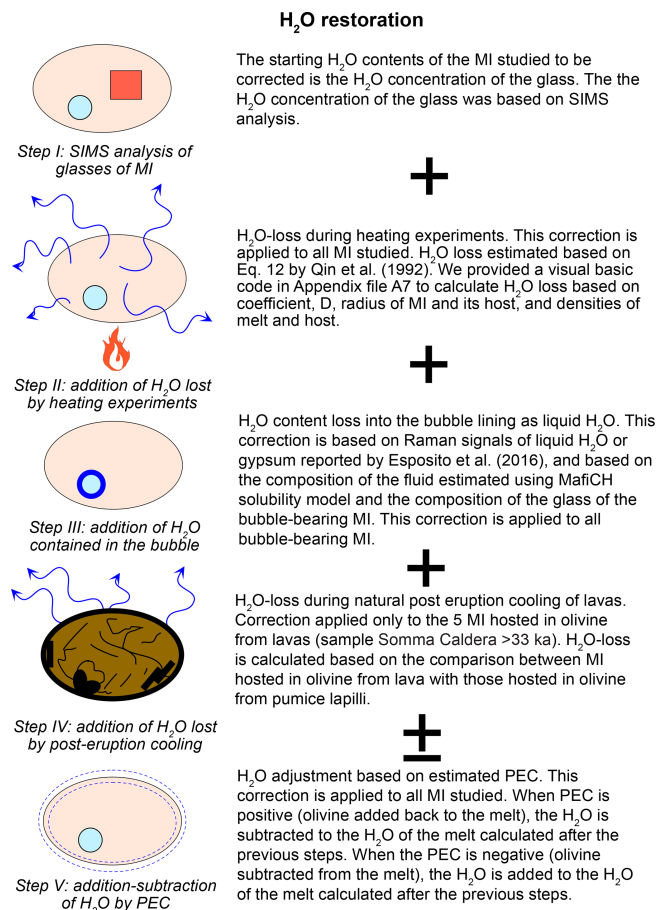 H₂O restoration
The starting H₂O contents of the MI studied to be
corrected is the H₂O concentration of the glass. The the
H₂O concentration of the glass was based on SIMS
analysis.
Step I: SIMS analysis of
glasses of MI
+
H₂O-loss during heating experiments. This correction is
applied to all MI studied. H₂O loss estimated based on
Eq. 12 by Qin et al. (1992). We provided a visual basic
code in Appendix file A7 to calculate H₂O loss based on
coefficient, D, radius of MI and its host, and densities of
melt and host.
Step II: addition of H₂O lost
by heating experiments
+
H₂O content loss into the bubble lining as liquid H₂O. This
correction is based on Raman signals of liquid H₂O or
gypsum reported by Esposito et al. (2016), and based on
the composition of the fluid estimated using MafiCH
solubility model and the composition of the glass of the
bubble-bearing MI. This correction is applied to all
bubble-bearing MI.
Step III: addition of H₂O
contained in the bubble
+
H₂O-loss during natural post eruption cooling of lavas.
Correction applied only to the 5 MI hosted in olivine
from lavas (sample Somma Caldera >33 ka). H₂O-loss
is calculated based on the comparison between MI
hosted in olivine from lava with those hosted in olivine
from pumice lapilli.
Step IV: addition of H₂O lost
by post-eruption cooling
±
H₂O adjustment based on estimated PEC. This
correction is applied to all MI studied. When PEC is
positive (olivine added back to the melt), the H₂O is
subtracted to the H₂O of the melt calculated after the
previous steps. When the PEC is negative (olivine
subtracted from the melt), the H₂O is added to the H₂O
of the melt calculated after the previous steps.
Step V: addition-subtraction
of H₂O by PEC